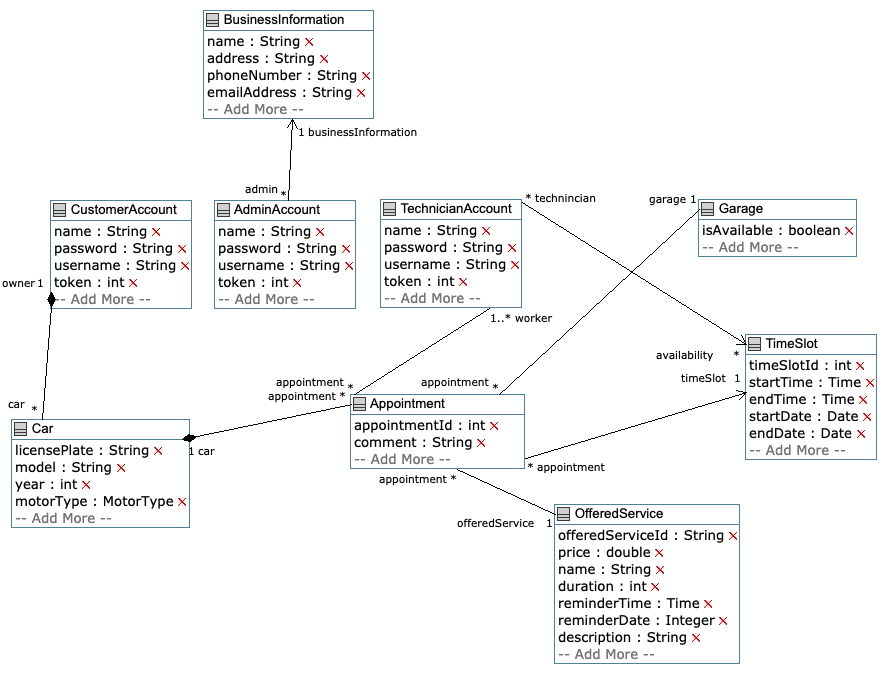 BusinessInformation
name : String
address : String
phoneNumber : String
emailAddress : String
-- Add More --
1 businessInformation
admin
*
CustomerAccount
name : String
password : String
username : String
token : int
-- Add More --
owner 1
AdminAccount
name : String
password : String
username : String
token : int
-- Add More --
TechnicianAccount
name : String
password : String
username : String
token : int
-- Add More --
* technincian
1..* worker
garage 1
Garage
isAvailable : boolean
-- Add More --
TimeSlot
timeSlotId : int
startTime : Time
endTime : Time
startDate : Date
endDate : Date
-- Add More --
availability *
timeSlot 1
appointment *
appointment *
appointment *
car *
Car
licensePlate : String
model : String
year : int
motorType : MotorType
-- Add More --
1 car
Appointment
appointmentId : int
comment : String
-- Add More --
* appointment
appointment *
offeredService 1
OfferedService
offeredServiceId : String
price : double
name : String
duration : int
reminderTime : Time
reminderDate : Integer
description : String
-- Add More --